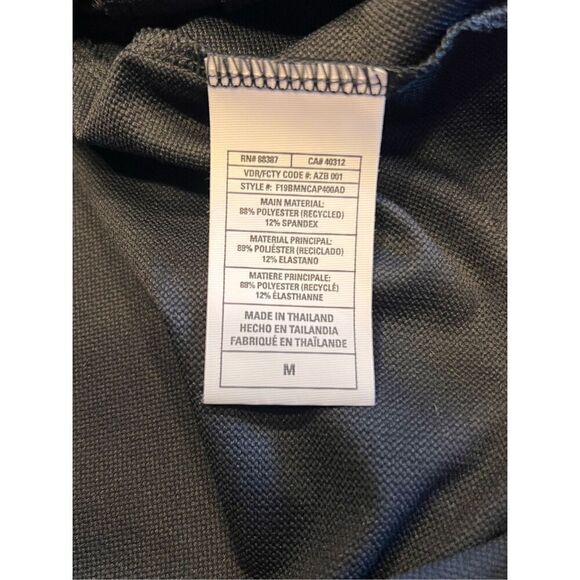 RN# 88387 CA# 40312
VDR/FCTY CODE #: AZB 001
STYLE #: F19BMNCAP400AD
MAIN MATERIAL:
88% POLYESTER (RECYCLED)
12% SPANDEX
MATERIAL PRINCIPAL:
88% POLIÉSTER (RECICLADO)
12% ELASTANO
MATIERE PRINCIPALE:
88% POLYESTER (RECYCLÉ)
12% ÉLASTHANNE
MADE IN THAILAND
HECHO EN TAILANDIA
FABRIQUÉ EN THAÏLANDE
M